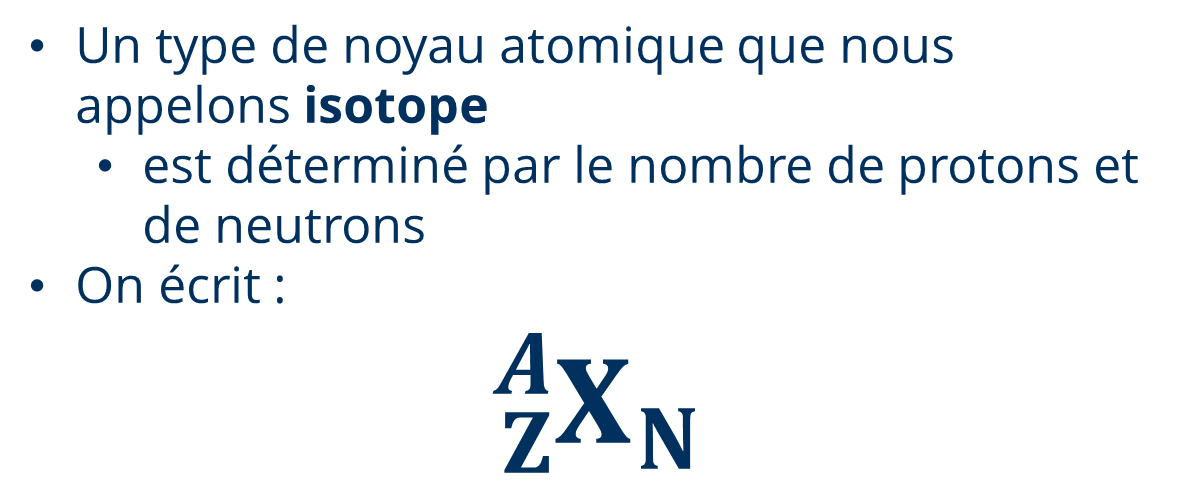 • Un type de noyau atomique que nous
appelons isotope
• est déterminé par le nombre de protons et
de neutrons
• On écrit :
A
X
Z
N